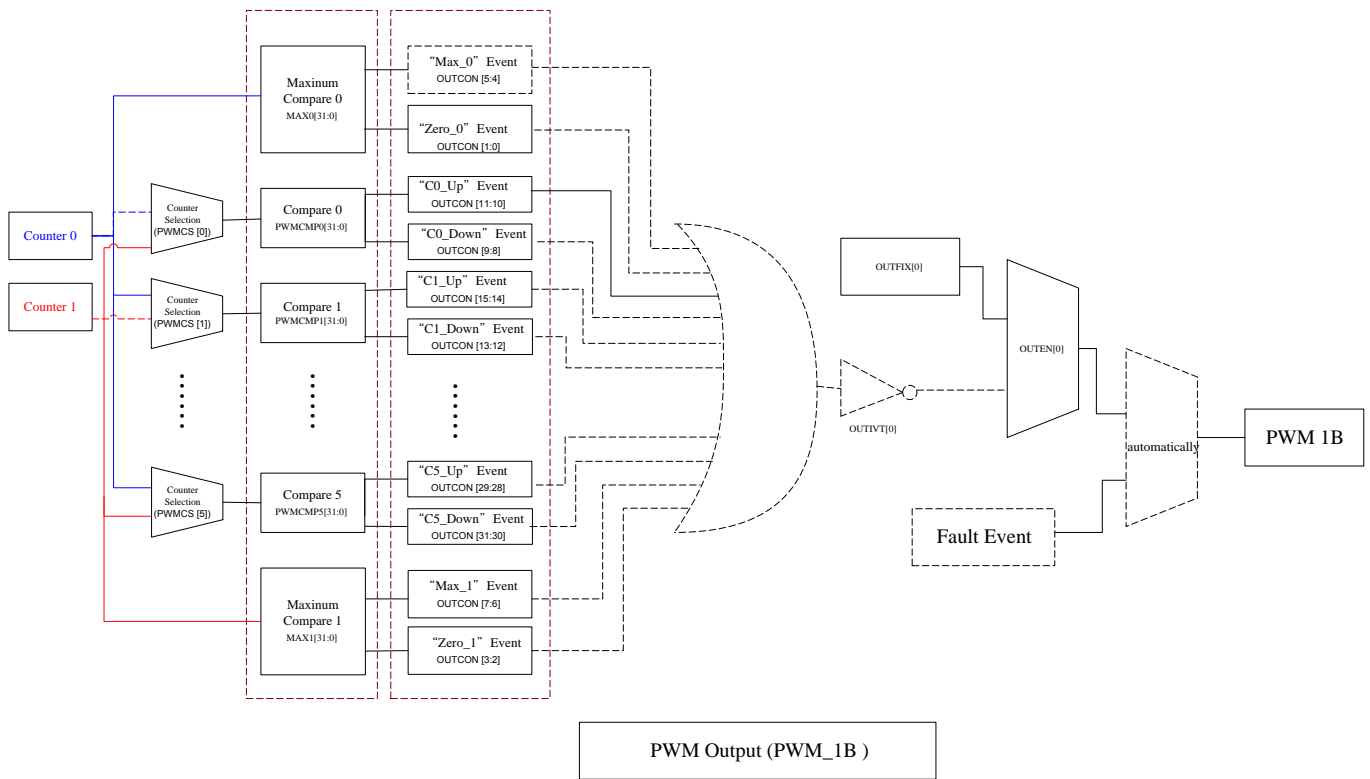 Counter 0
Counter 1
Counter
Selection
(PWMCS [0])
Counter
Selection
(PWMCS [1])
Counter
Selection
(PWMCS [5])
Maxinum
Compare 0
MAX0[31:0]
Compare 0
PWMCMP0[31:0]
Compare 1
PWMCMP1[31:0]
Compare 5
PWMCMP5[31:0]
Maxinum
Compare 1
MAX1[31:0]
“Max_0” Event
OUTCON [5:4]
“Zero_0” Event
OUTCON [1:0]
“C0_Up” Event
OUTCON [11:10]
“C0_Down” Event
OUTCON [9:8]
“C1_Up” Event
OUTCON [15:14]
“C1_Down” Event
OUTCON [13:12]
“C5_Up” Event
OUTCON [29:28]
“C5_Down” Event
OUTCON [31:30]
“Max_1” Event
OUTCON [7:6]
“Zero_1” Event
OUTCON [3:2]
OUTIVT[0]
OUTFIX[0]
OUTEN[0]
Fault Event
automatically
PWM 1B
PWM Output (PWM_1B )